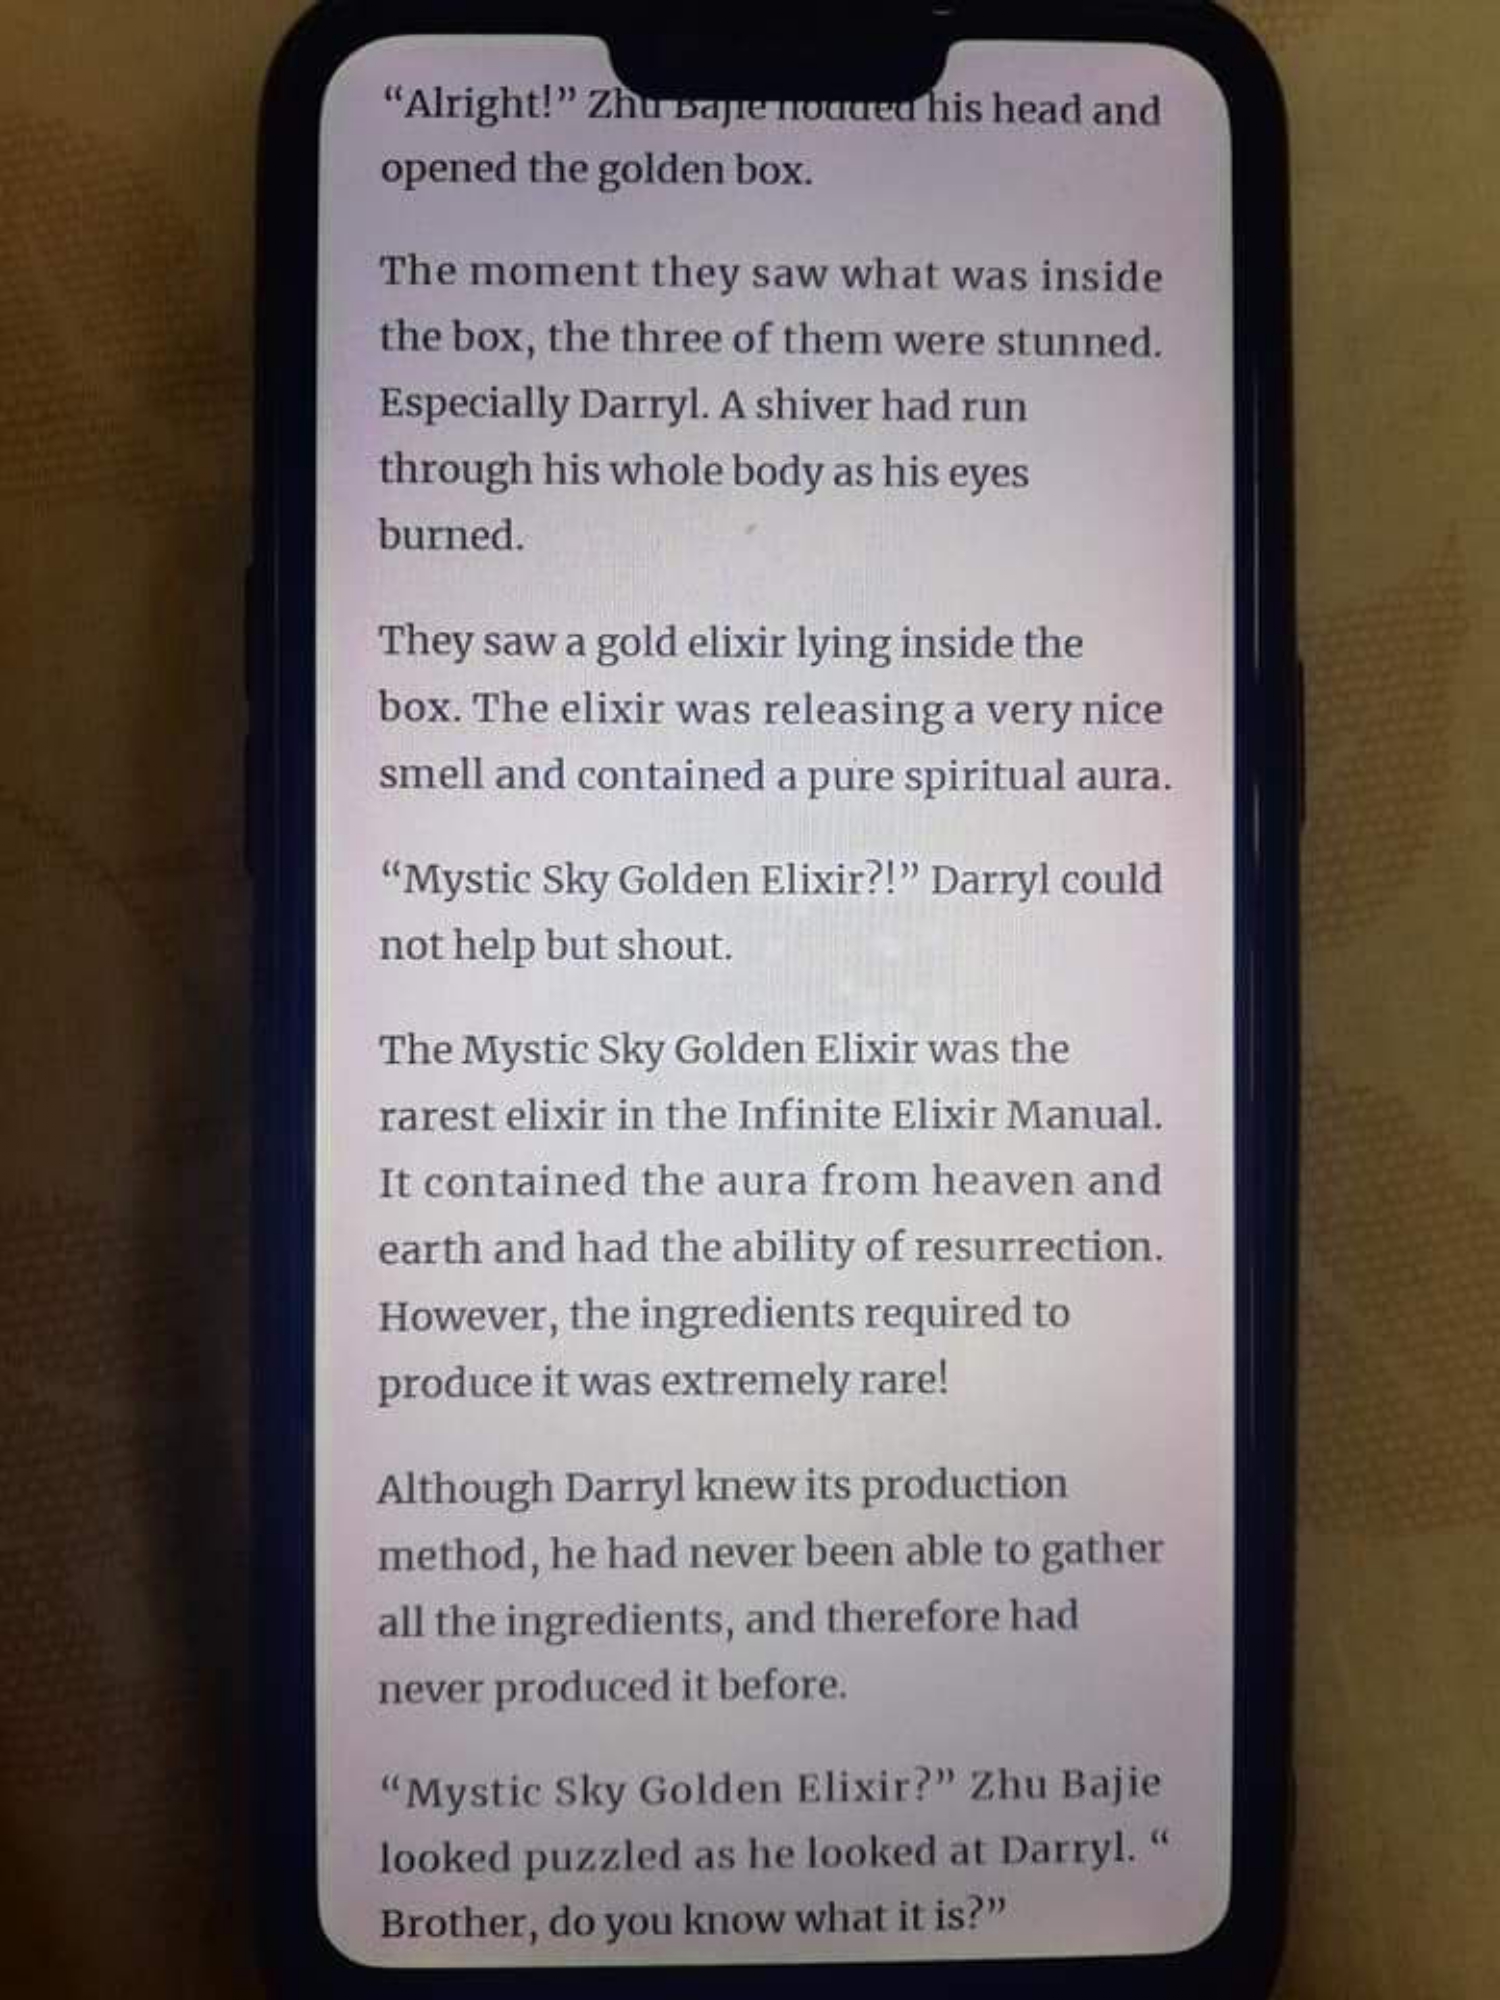 “Alright!” Zhu Bajie nodded his head and
opened the golden box.
The moment they saw what was inside
the box, the three of them were stunned.
Especially Darryl. A shiver had run
through his whole body as his eyes
burned.
They saw a gold elixir lying inside the
box. The elixir was releasing a very nice
smell and contained a pure spiritual aura.
“Mystic Sky Golden Elixir?!” Darryl could
not help but shout.
The Mystic Sky Golden Elixir was the
rarest elixir in the Infinite Elixir Manual.
It contained the aura from heaven and
earth and had the ability of resurrection.
However, the ingredients required to
produce it was extremely rare!
Although Darryl knew its production
method, he had never been able to gather
all the ingredients, and therefore had
never produced it before.
“Mystic Sky Golden Elixir?” Zhu Bajie
looked puzzled as he looked at Darryl. “
Brother, do you know what it is?”